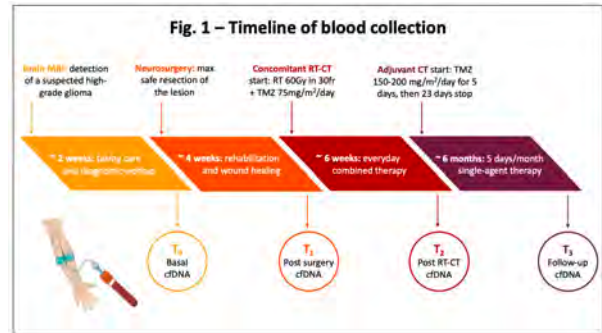 Fig. 1 – Timeline of blood collection
Brain MRI: detection
of a suspected high-
grade glioma
Neurosurgery: max
safe resection of
the lesion
Concomitant RT-CT
start: RT 60Gy in 30fr
+ TMZ 75mg/m²/day
Adjuvant CT start: TMZ
150-200 mg/m²/day for 5
days, then 23 days stop
~ 2 weeks: taking care
and diagnostic workup
~ 4 weeks: rehabilitation
and wound healing
~ 6 weeks: everyday
combined therapy
~ 6 months: 5 days/month
single-agent therapy
T₀
Basal
cfDNA
T₁
Post surgery
cfDNA
T₂
Post RT-CT
cfDNA
T₃
Follow-up
cfDNA